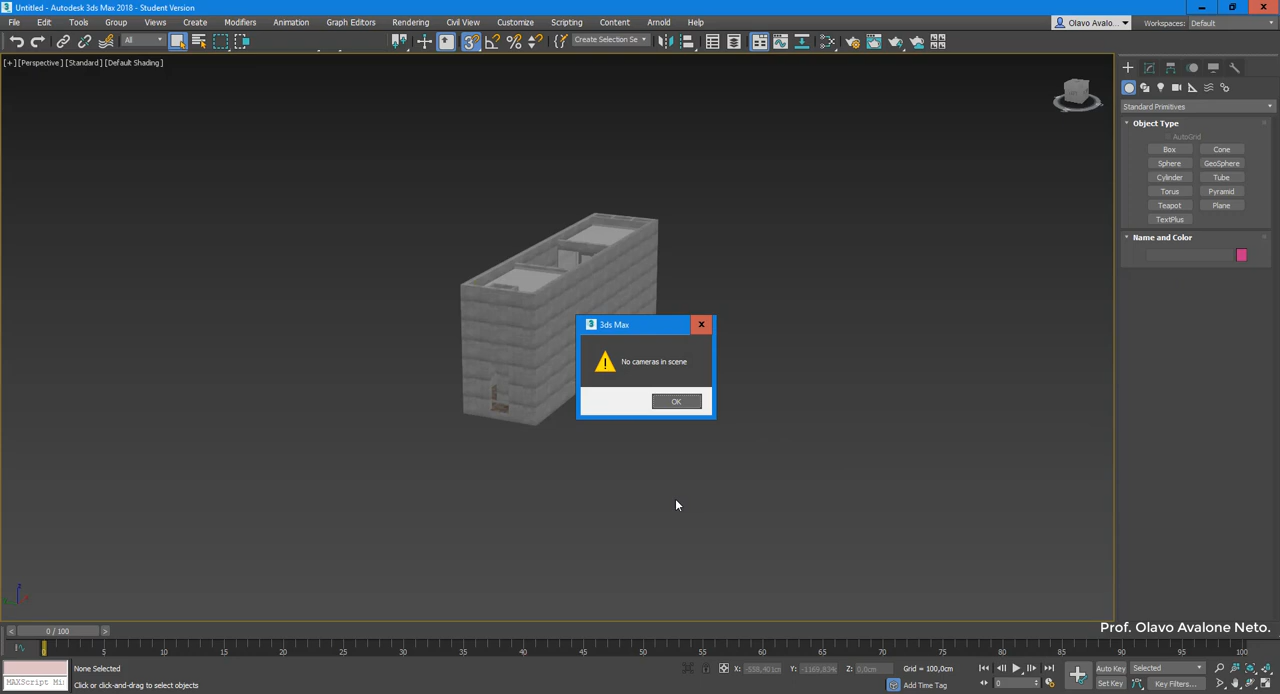 3 Untitled - Autodesk 3ds Max 2018 - Student Version
File Edit Tools Group Views Create Modifiers Animation Graph Editors Rendering Civil View Customize Scripting Content Arnold Help
Olavo Avalo... Workspaces: Default
All Create Selection Se
[+] [Perspective ] [Standard ] [Default Shading ]
Standard Primitives
Object Type
AutoGrid
Box Cone
Sphere GeoSphere
Cylinder Tube
Torus Pyramid
Teapot Plane
TextPlus
Name and Color
3ds Max
No cameras in scene
OK
0 / 100
Prof. Olavo Avalone Neto.
0 5 10 15 20 25 30 35 40 45 50 55 60 65 70 75 80 85 90 95 100
None Selected X: Y: Z: 0,0cm Grid = 100,0cm Auto Key Selected
MAXScript Mi: Click or click-and-drag to select objects Add Time Tag 0 Set Key Key Filters...